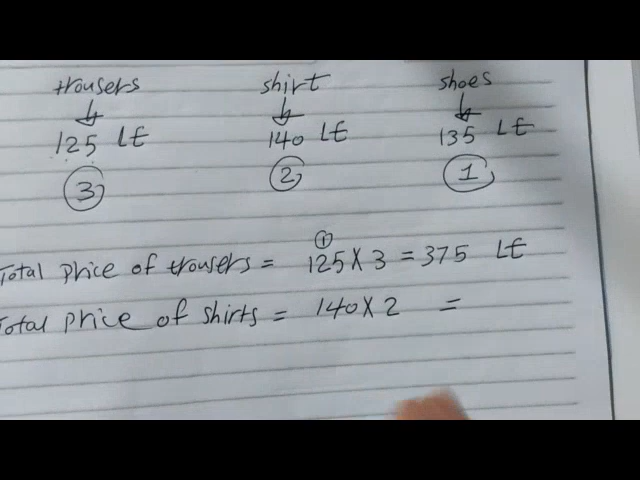 trousers shirt shoes
125 LE 140 LE 135 LE
3 2 1
Total price of trousers = 125 X 3 = 375 LE
1
Total price of shirts = 140 X 2 =